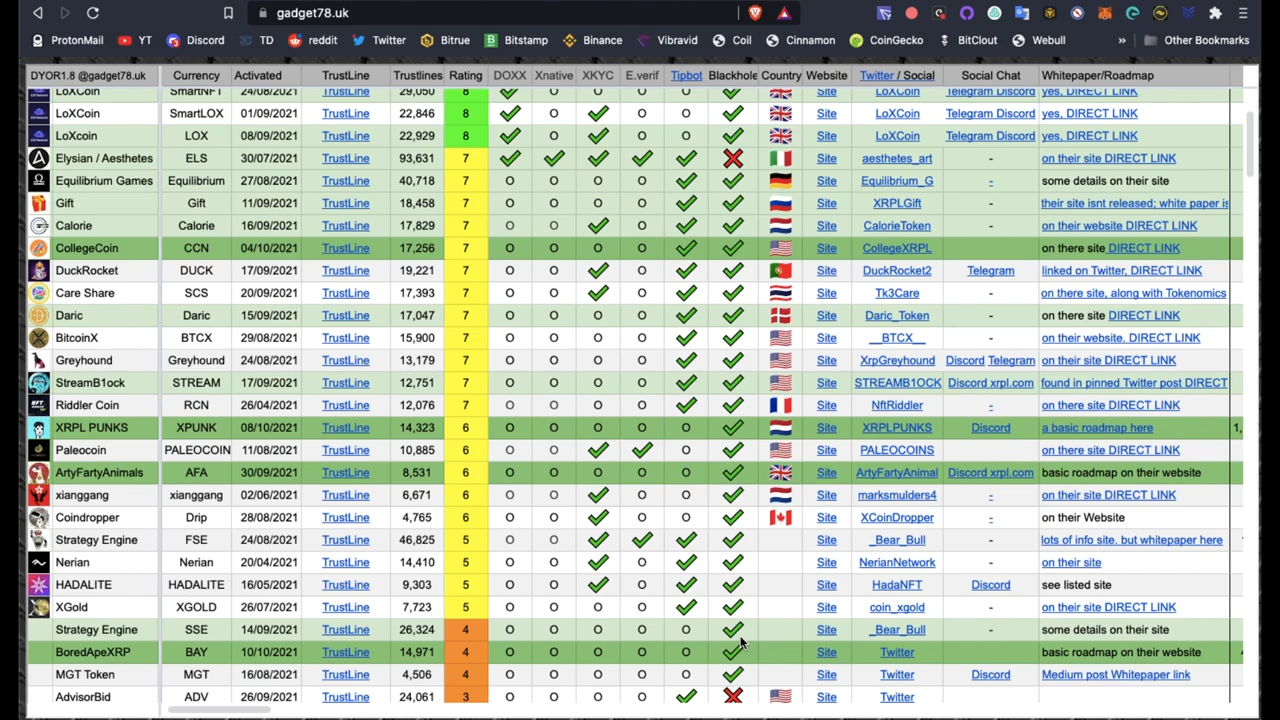 gadget78.uk
ProtonMail YT Discord TD reddit Twitter Bitrue Bitstamp Binance Vibravid Coil Cinnamon CoinGecko BitClout Webull » Other Bookmarks
DYOR1.8 @gadget78.uk Currency Activated TrustLine Trustlines Rating DOXX Xnative XKYC E.verif Tipbot Blackhole Country Website Twitter / Social Social Chat Whitepaper/Roadmap
LoXCoin SmartNFT 24/08/2021 TrustLine 29,050 8 O O O Site LoXCoin Telegram Discord yes, DIRECT LINK
LoXCoin SmartLOX 01/09/2021 TrustLine 22,846 8 O O Site LoXCoin Telegram Discord yes, DIRECT LINK
LoXcoin LOX 08/09/2021 TrustLine 22,929 8 O O Site LoXCoin Telegram Discord yes, DIRECT LINK
Elysian / Aesthetes ELS 30/07/2021 TrustLine 93,631 7 Site aesthetes_art - on their site DIRECT LINK
Equilibrium Games Equilibrium 27/08/2021 TrustLine 40,718 7 O O O O Site Equilibrium_G - some details on their site
Gift Gift 11/09/2021 TrustLine 18,458 7 O O O O Site XRPLGift - their site isnt released; white paper is
Calorie Calorie 16/09/2021 TrustLine 17,829 7 O O O O Site CalorieToken - on their website DIRECT LINK
CollegeCoin CCN 04/10/2021 TrustLine 17,256 7 O O O O Site CollegeXRPL on there site DIRECT LINK
DuckRocket DUCK 17/09/2021 TrustLine 19,221 7 O O O O Site DuckRocket2 Telegram linked on Twitter, DIRECT LINK
Care Share SCS 20/09/2021 TrustLine 17,393 7 O O O O Site Tk3Care - on there site, along with Tokenomics
Daric Daric 15/09/2021 TrustLine 17,047 7 O O O O Site Daric_Token - on there site DIRECT LINK
BitcoinX BTCX 29/08/2021 TrustLine 15,900 7 O O O O Site __BTCX__ - on their website. DIRECT LINK
Greyhound Greyhound 24/08/2021 TrustLine 13,179 7 O O O O Site XrpGreyhound Discord Telegram on their site DIRECT LINK
StreamB1ock STREAM 17/09/2021 TrustLine 12,751 7 O O O O Site STREAMB1OCK Discord xrpl.com found in pinned Twitter post DIRECT
Riddler Coin RCN 26/04/2021 TrustLine 12,076 7 O O O O Site NftRiddler - on there site DIRECT LINK
XRPL PUNKS XPUNK 08/10/2021 TrustLine 14,323 6 O O O O O Site XRPLPUNKS Discord a basic roadmap here 1,
Paleocoin PALEOCOIN 11/08/2021 TrustLine 10,885 6 O O O Site PALEOCOINS on there site DIRECT LINK
ArtyFartyAnimals AFA 30/09/2021 TrustLine 8,531 6 O O O O O Site ArtyFartyAnimal Discord xrpl.com basic roadmap on their website
xianggang xianggang 02/06/2021 TrustLine 6,671 6 O O O O Site marksmulders4 - on their site DIRECT LINK
Coindropper Drip 28/08/2021 TrustLine 4,765 6 O O O O Site XCoinDropper - on their Website
Strategy Engine FSE 24/08/2021 TrustLine 46,825 5 O O Site _Bear_Bull - lots of info site. but whitepaper here
Nerian Nerian 20/04/2021 TrustLine 14,410 5 O O O Site NerianNetwork - on their site
HADALITE HADALITE 16/05/2021 TrustLine 9,303 5 O O O Site HadaNFT Discord see listed site
XGold XGOLD 26/07/2021 TrustLine 7,723 5 O O O O Site coin_xgold - on their site DIRECT LINK
Strategy Engine SSE 14/09/2021 TrustLine 26,324 4 O O O O O Site _Bear_Bull - some details on their site
BoredApeXRP BAY 10/10/2021 TrustLine 14,971 4 O O O O O Site Twitter basic roadmap on their website
MGT Token MGT 16/08/2021 TrustLine 4,506 4 O O O O O Site Twitter Discord Medium post Whitepaper link
AdvisorBid ADV 26/09/2021 TrustLine 24,061 3 O O O O Site Twitter